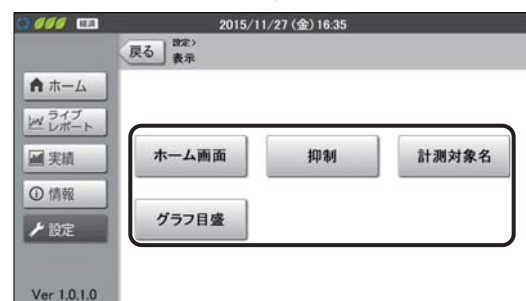 経済 2015/11/27(金)16:35
戻る 設定>
表示
ホーム
ライブ
レポート
実績
情報
設定
ホーム画面 抑制 計測対象名
グラフ目盛
Ver 1.0.1.0